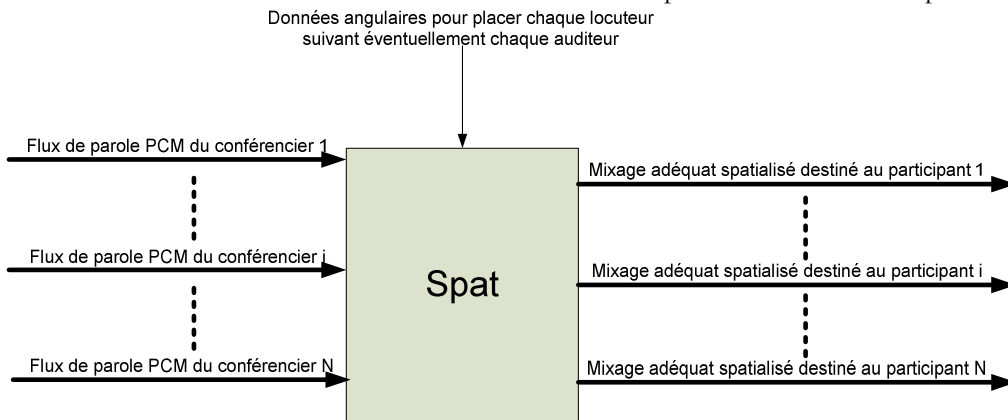 Données angulaires pour placer chaque locuteur
suivant éventuellement chaque auditeur
Flux de parole PCM du conférencier 1
Mixage adéquat spatialisé destiné au participant 1
Flux de parole PCM du conférencier i
Mixage adéquat spatialisé destiné au participant i
Spat
Flux de parole PCM du conférencier N
Mixage adéquat spatialisé destiné au participant N